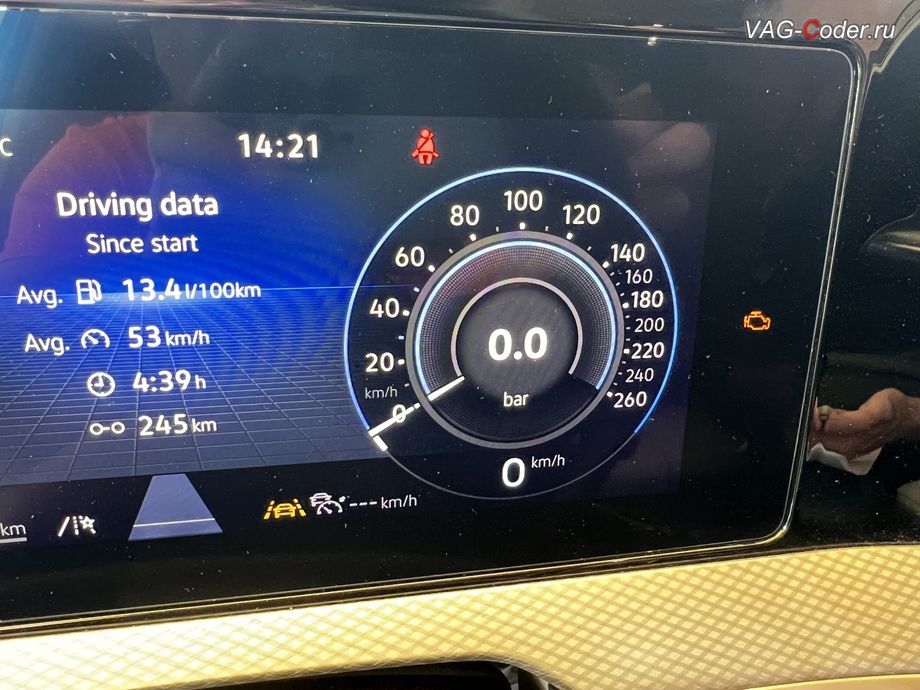 VAG-Coder.ru
C
14:21
Driving data
Since start
Avg. 13.4 l/100km
Avg. 53 km/h
4:39 h
245 km
0
20
40
60
80
100
120
140
160
180
200
220
240
260
km/h
0.0
bar
0 km/h
--- km/h
km